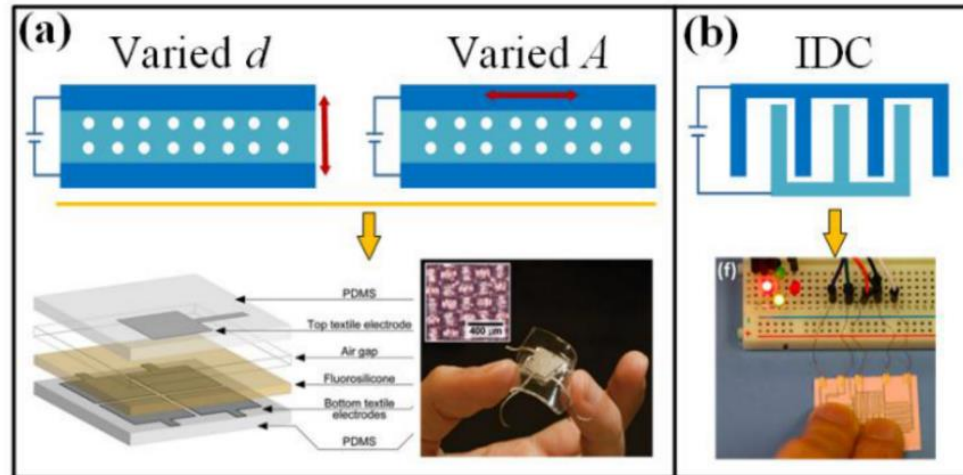 (a)
Varied d
Varied A
PDMS
Top textile electrode
Air gap
Fluorosilicone
Bottom textile
electrodes
PDMS
400 μm
(b)
IDC
(f)